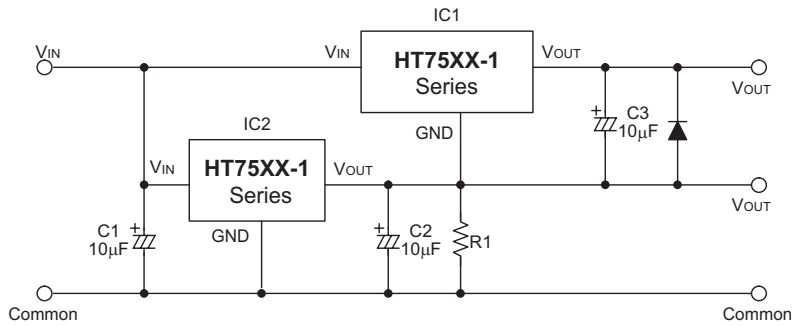 IC1
VIN
VIN
HT75XX-1
Series
VOUT
VOUT
GND
C3
+
10μF
IC2
VIN
HT75XX-1
Series
VOUT
VOUT
GND
C1
+
10μF
C2
+
10μF
R1
Common
Common